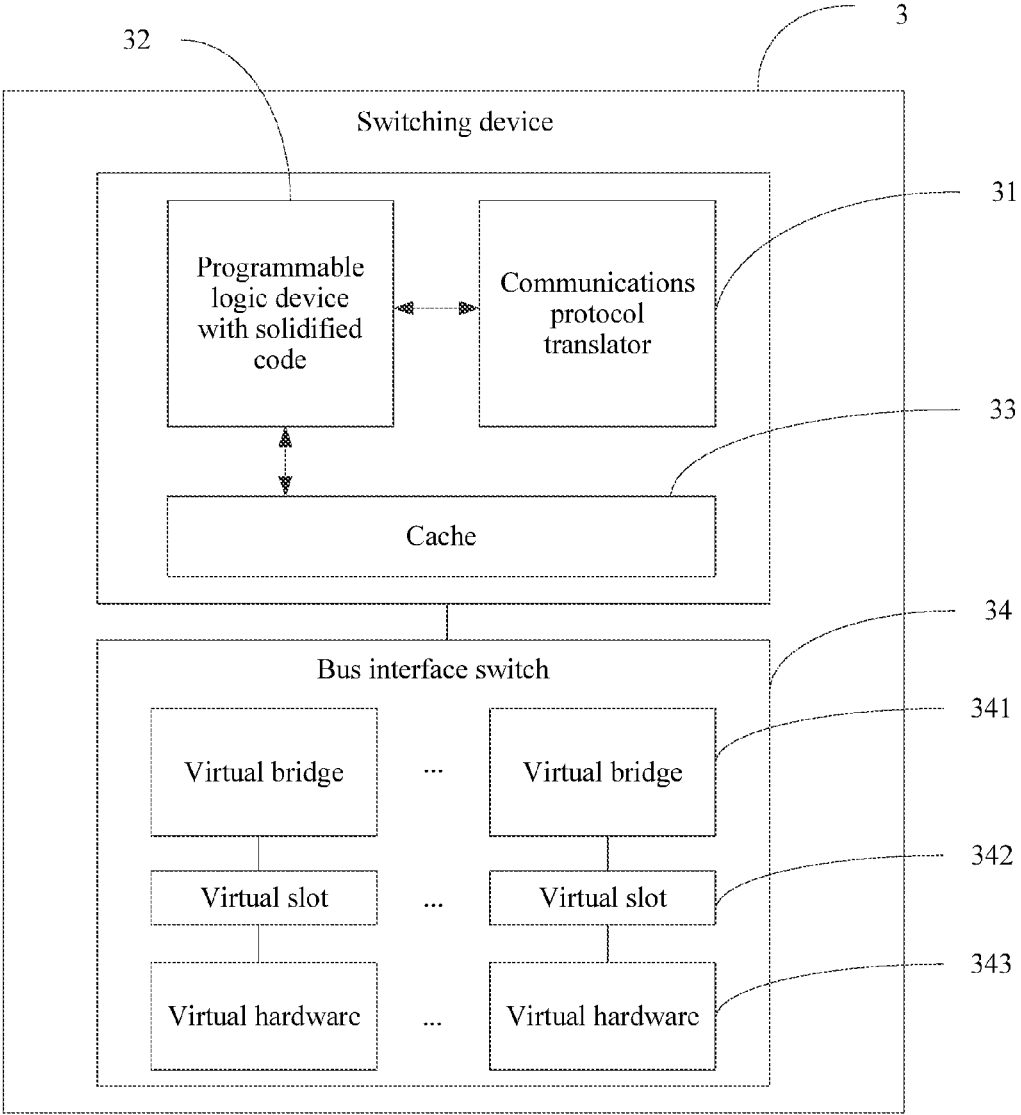 3
32
Switching device
31
Programmable
logic device
with solidified
code
Communications
protocol
translator
33
Cache
34
Bus interface switch
341
Virtual bridge
...
Virtual bridge
342
Virtual slot
...
Virtual slot
343
Virtual hardware
...
Virtual hardware